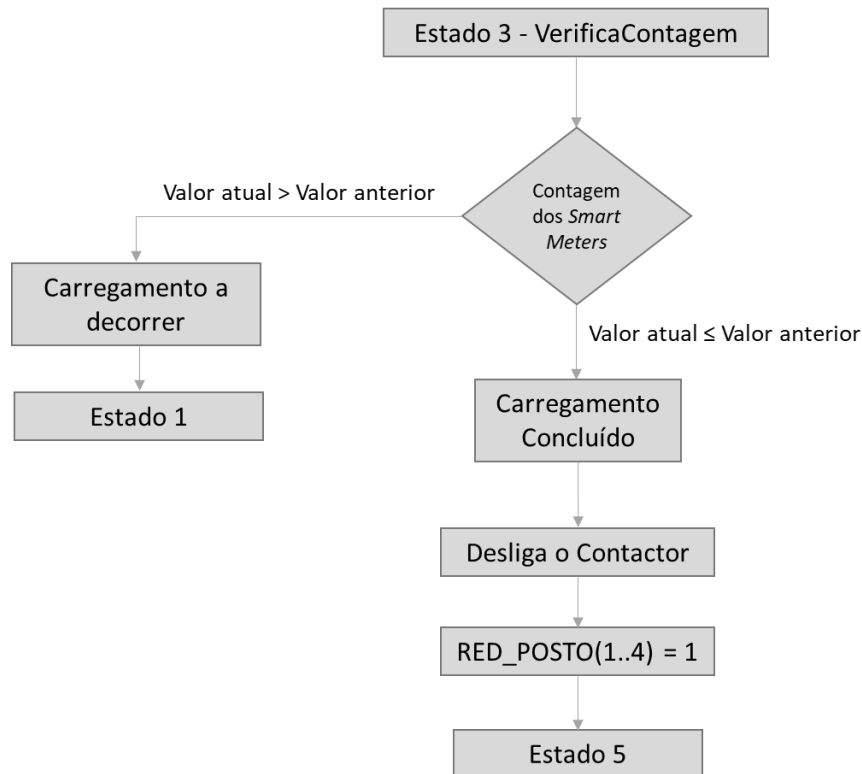 Estado 3 - VerificaContagem
Contagem
dos Smart
Meters
Valor atual > Valor anterior
Carregamento a
decorrer
Estado 1
Valor atual ≤ Valor anterior
Carregamento
Concluído
Desliga o Contactor
RED_POSTO(1..4) = 1
Estado 5